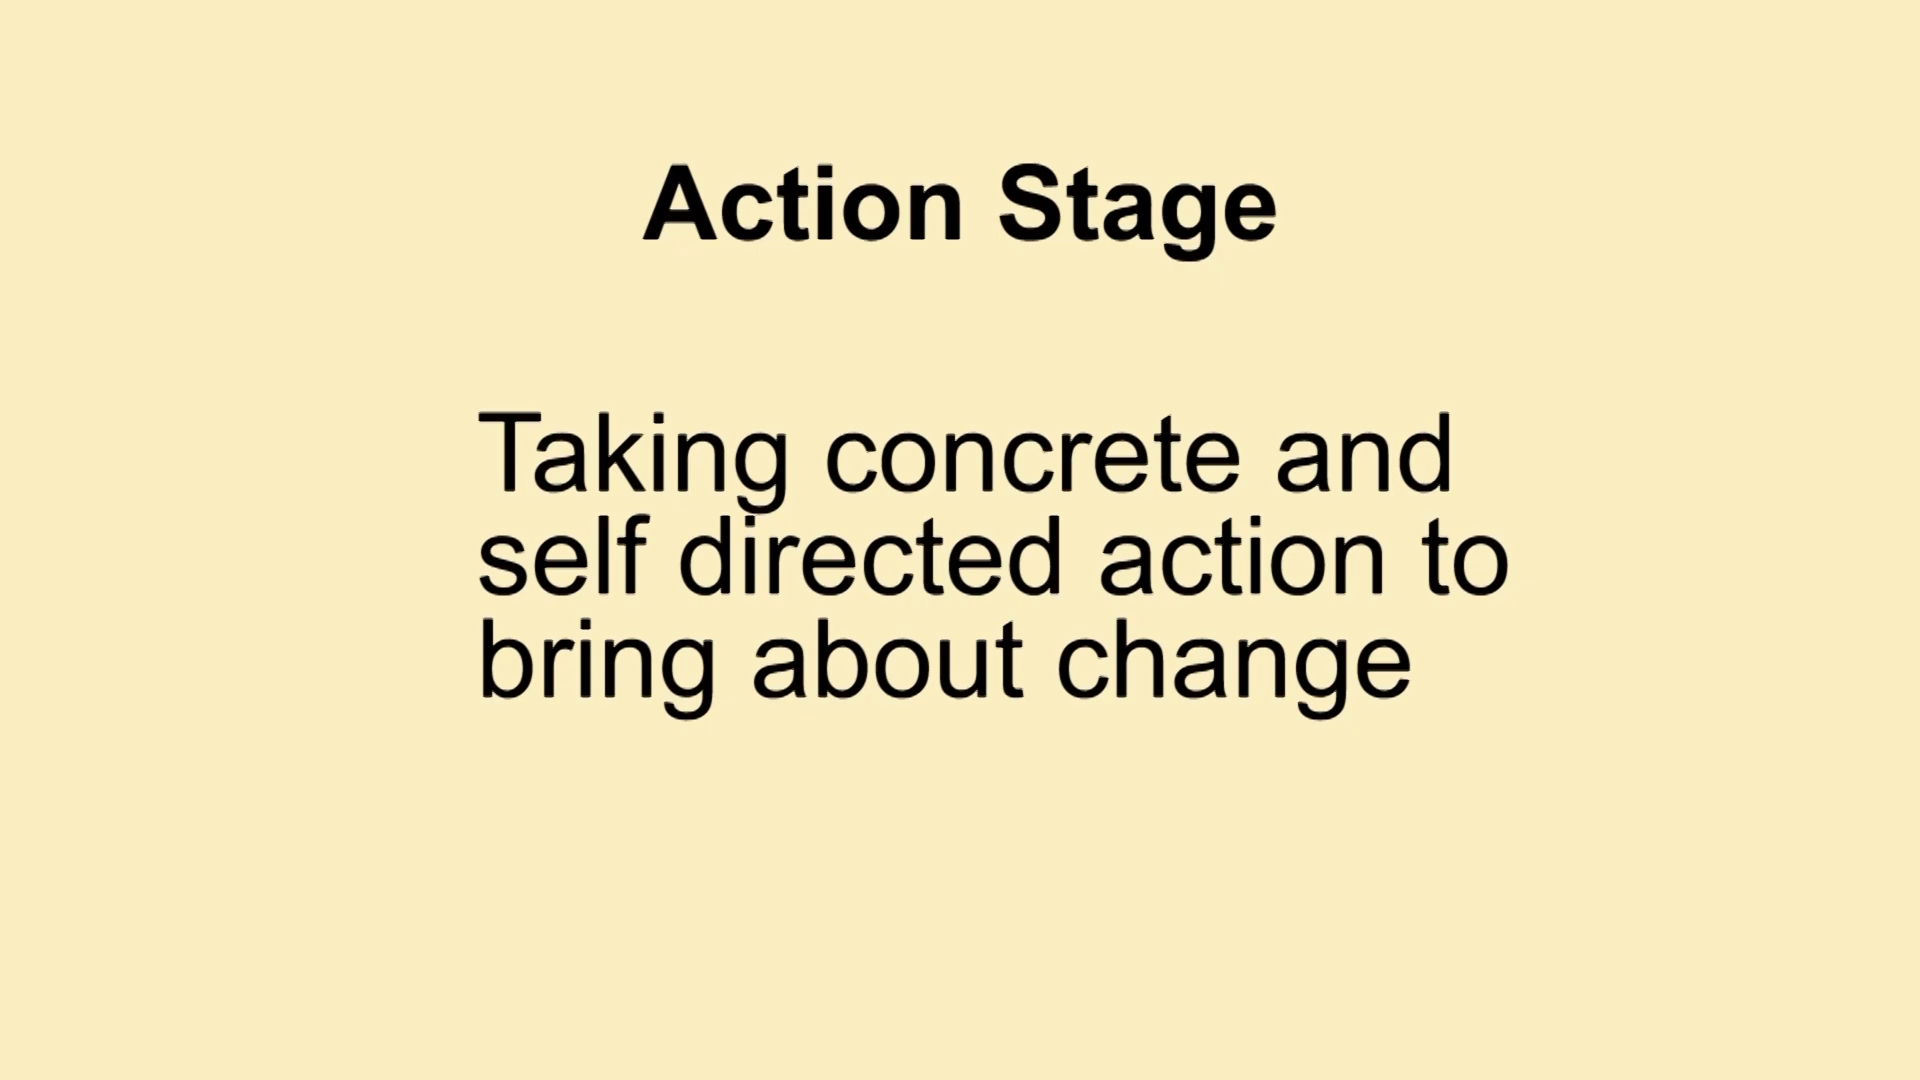 Action Stage
Taking concrete and
self directed action to
bring about change